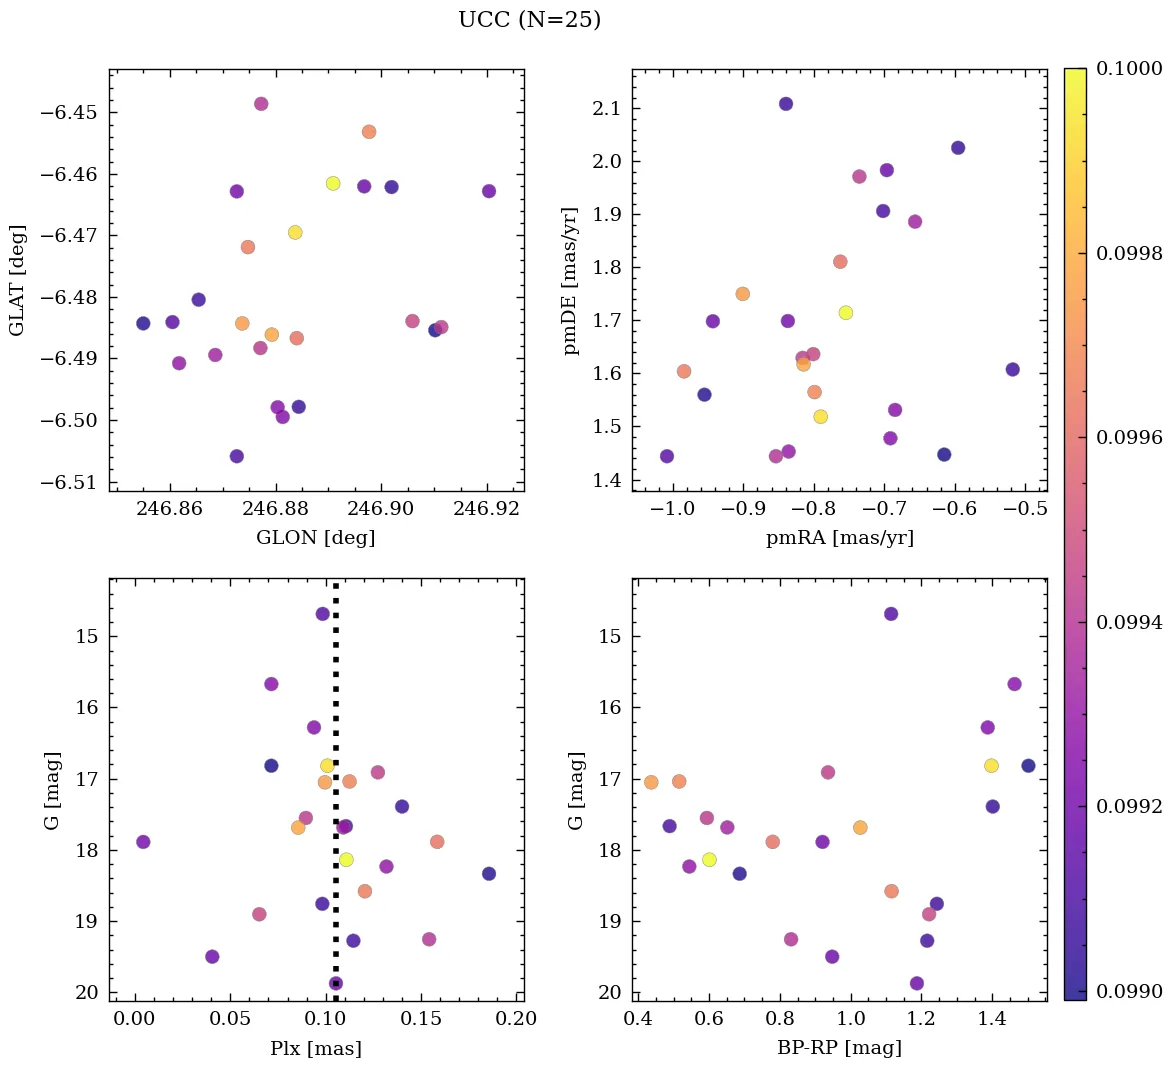 UCC (N=25)
−6.45
−6.46
−6.47
−6.48
−6.49
−6.50
−6.51
GLAT [deg]
246.86 246.88 246.90 246.92
GLON [deg]
2.1
2.0
1.9
1.8
1.7
1.6
1.5
1.4
pmDE [mas/yr]
−1.0 −0.9 −0.8 −0.7 −0.6 −0.5
pmRA [mas/yr]
0.1000
0.0998
0.0996
0.0994
0.0992
0.0990
15
16
17
18
19
20
G [mag]
0.00 0.05 0.10 0.15 0.20
Plx [mas]
15
16
17
18
19
20
G [mag]
0.4 0.6 0.8 1.0 1.2 1.4
BP-RP [mag]